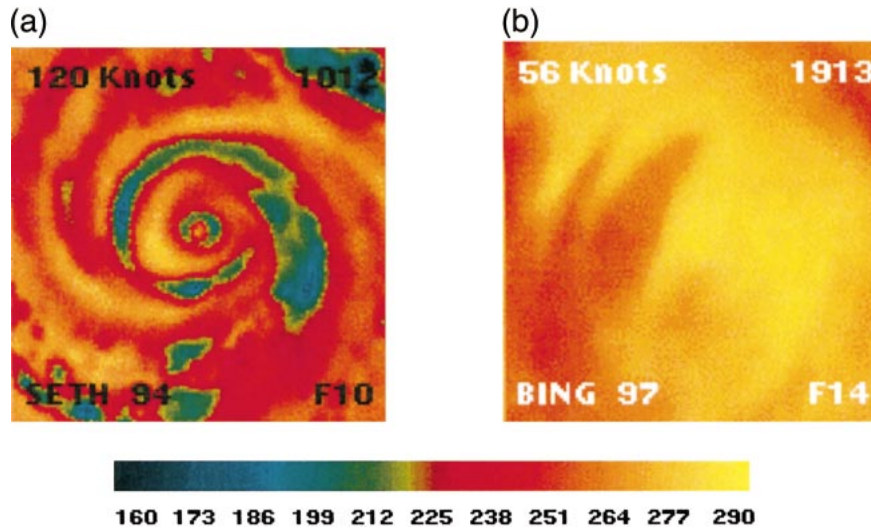 (a) (b)
120 Knots 1012 56 Knots 1913
SETH 94 F10 BING 97 F14
160 173 186 199 212 225 238 251 264 277 290